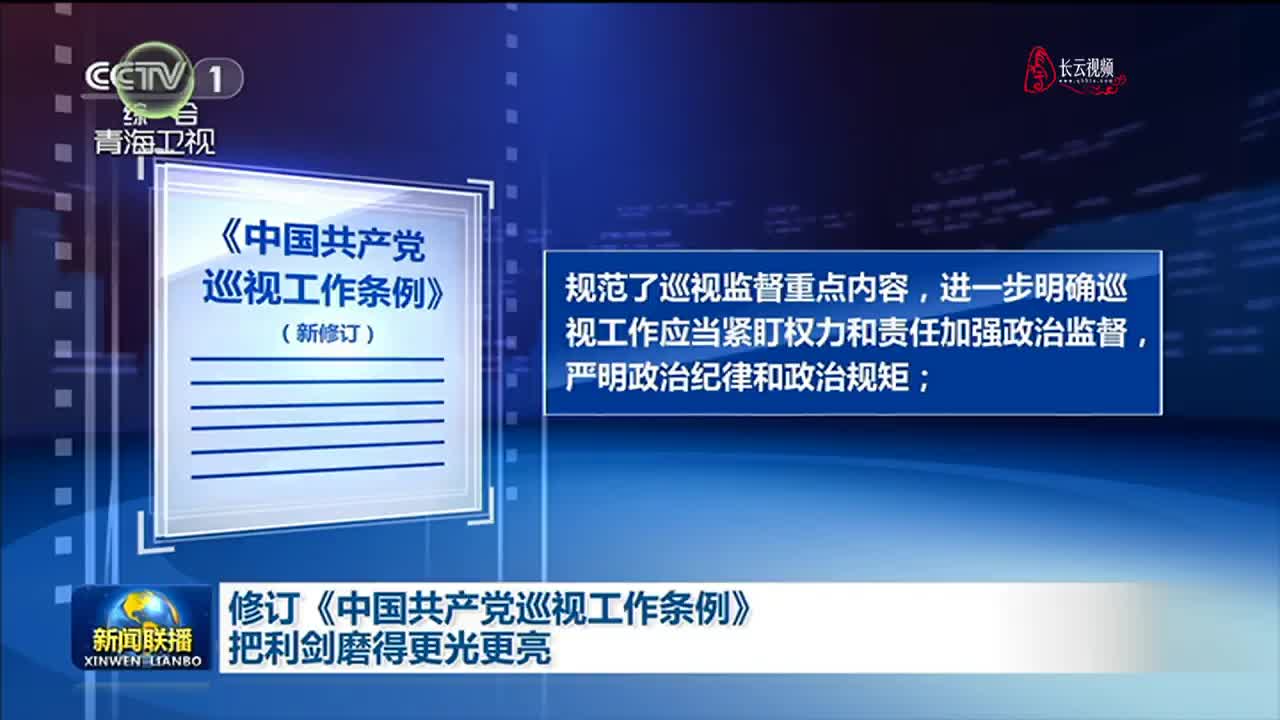 CCTV 1
综合
青海卫视
长云视频
《中国共产党
巡视工作条例》
（新修订）
规范了巡视监督重点内容，进一步明确巡
视工作应当紧盯权力和责任加强政治监督，
严明政治纪律和政治规矩；
修订《中国共产党巡视工作条例》
把利剑磨得更光更亮
新闻联播
XINWEN LIANBO